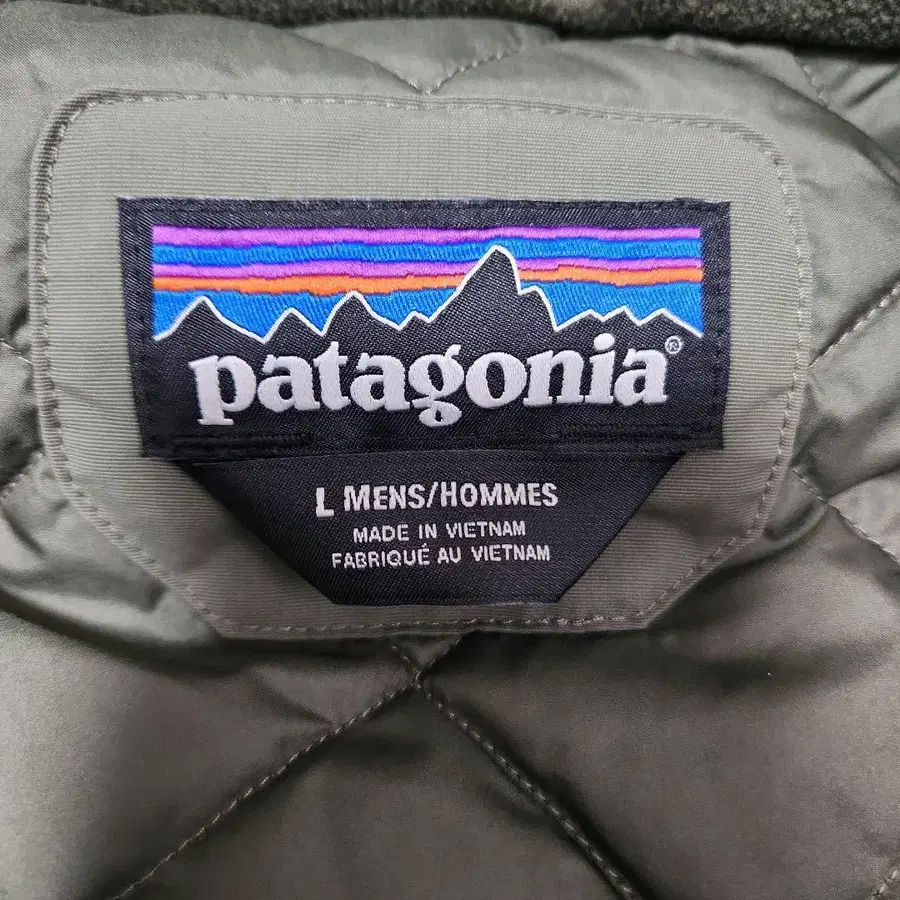 patagonia®
L MENS/HOMMES
MADE IN VIETNAM
FABRIQUÉ AU VIETNAM